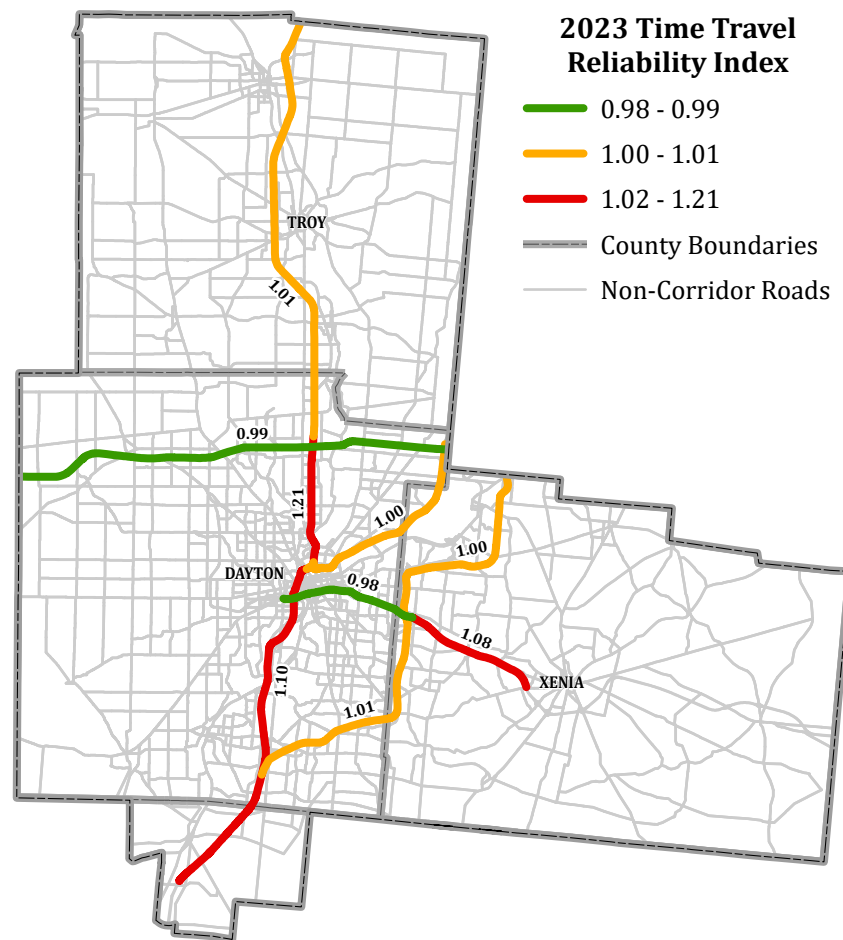 2023 Time Travel
Reliability Index
0.98 - 0.99
1.00 - 1.01
1.02 - 1.21
County Boundaries
Non-Corridor Roads
TROY
1.01
0.99
1.21
1.00
1.00
DAYTON
0.98
1.08
XENIA
1.10
1.01